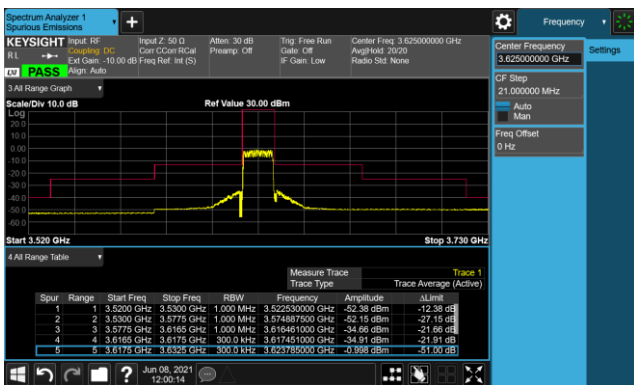 Spectrum Analyzer 1
Spurious Emissions
Frequency
KEYSIGHT Input: RF Input Z: 50 Ω Atten: 30 dB Trig: Free Run Center Freq: 3.625000000 GHz
RL Coupling: DC Corr CCorr RCal Preamp: Off Gate: Off Avg|Hold: 20/20
Ext Gain: -10.00 dB Freq Ref: Int (S) IF Gain: Low Radio Std: None
LXI PASS Align: Auto
Center Frequency
3.625000000 GHz
Settings
CF Step
21.000000 MHz
Auto
Man
Freq Offset
0 Hz
3 All Range Graph
Scale/Div 10.0 dB Ref Value 30.00 dBm
Log
20.0
10.0
0.00
-10.0
-20.0
-30.0
-40.0
-50.0
-60.0
Start 3.520 GHz Stop 3.730 GHz
4 All Range Table
Measure Trace Trace 1
Trace Type Trace Average (Active)
Spur Range Start Freq Stop Freq RBW Frequency Amplitude ΔLimit
1 1 3.5200 GHz 3.5300 GHz 1.000 MHz 3.522530000 GHz -52.38 dBm -12.38 dB
2 2 3.5300 GHz 3.5775 GHz 1.000 MHz 3.574887500 GHz -52.15 dBm -27.15 dB
3 3 3.5775 GHz 3.6165 GHz 1.000 MHz 3.616461000 GHz -34.66 dBm -21.66 dB
4 4 3.6165 GHz 3.6175 GHz 300.0 kHz 3.617451000 GHz -34.91 dBm -21.91 dB
5 5 3.6175 GHz 3.6325 GHz 300.0 kHz 3.623785000 GHz -0.998 dBm -51.00 dB
Jun 08, 2021
12:00:14